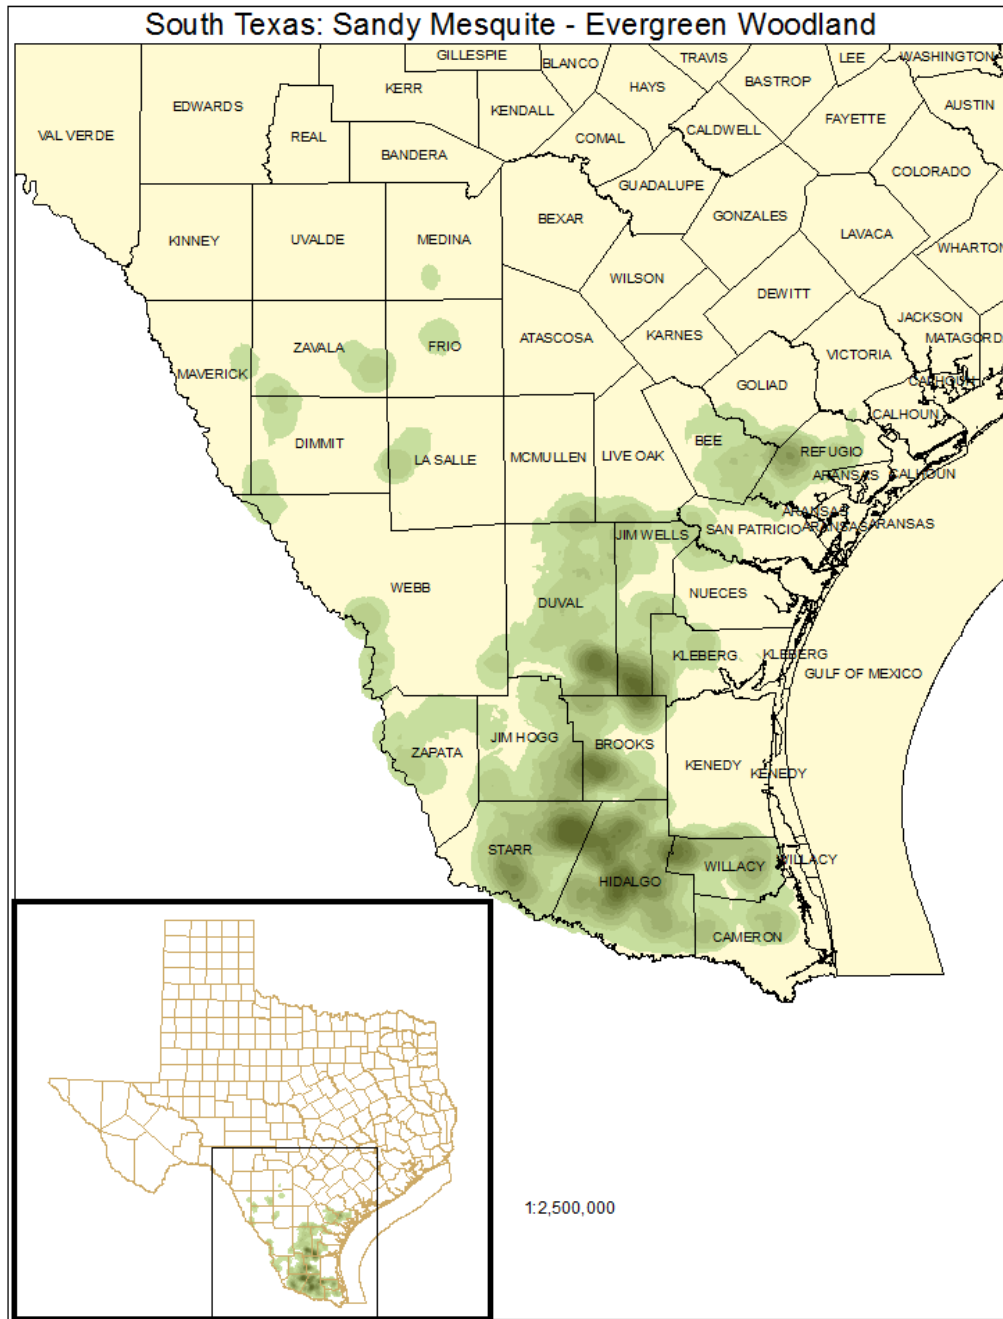 South Texas: Sandy Mesquite - Evergreen Woodland
GILLESPIE
BLANCO
TRAVIS
LEE
WASHINGTON
KERR
HAYS
BASTROP
EDWARDS
KENDALL
AUSTIN
VAL VERDE
REAL
COMAL
CALDWELL
FAYETTE
BANDERA
COLORADO
GUADALUPE
BEXAR
GONZALES
LAVACA
KINNEY
UVALDE
MEDINA
WHARTON
WILSON
DEWITT
JACKSON
ATASCOSA
KARNES
MATAGORD
ZAVALA
FRIO
VICTORIA
MAVERICK
GOLIAD
CALHOUN
CALHOUN
DIMMIT
LA SALLE
MCMULLEN
LIVE OAK
BEE
REFUGIO
ARANSAS
CALHOUN
ARANSAS
SAN PATRICIO
ARANSAS
ARANSAS
JIM WELLS
WEBB
DUVAL
NUECES
KLEBERG
KLEBERG
GULF OF MEXICO
ZAPATA
JIM HOGG
BROOKS
KENEDY
KENEDY
STARR
HIDALGO
WILLACY
WILLACY
CAMERON
1:2,500,000